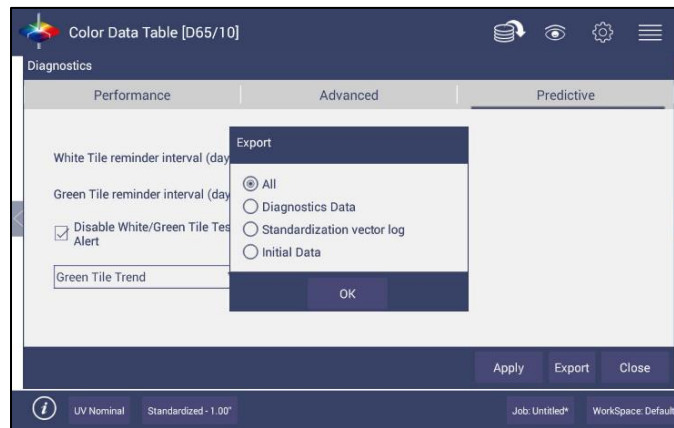 Color Data Table [D65/10]
Diagnostics
Performance
Advanced
Predictive
Export
White Tile reminder interval (day
All
Diagnostics Data
Green Tile reminder interval (day
Disable White/Green Tile Tes
Alert
Standardization vector log
Initial Data
Green Tile Trend
OK
Apply
Export
Close
i
UV Nominal
Standardized - 1.00"
Job: Untitled*
WorkSpace: Default